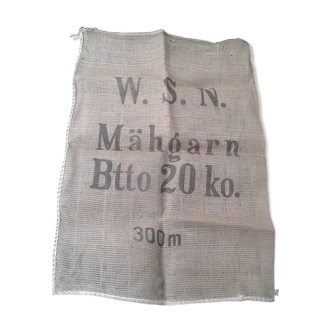 W. S. N.
Mähgarn
Btto 20 ko.
300m